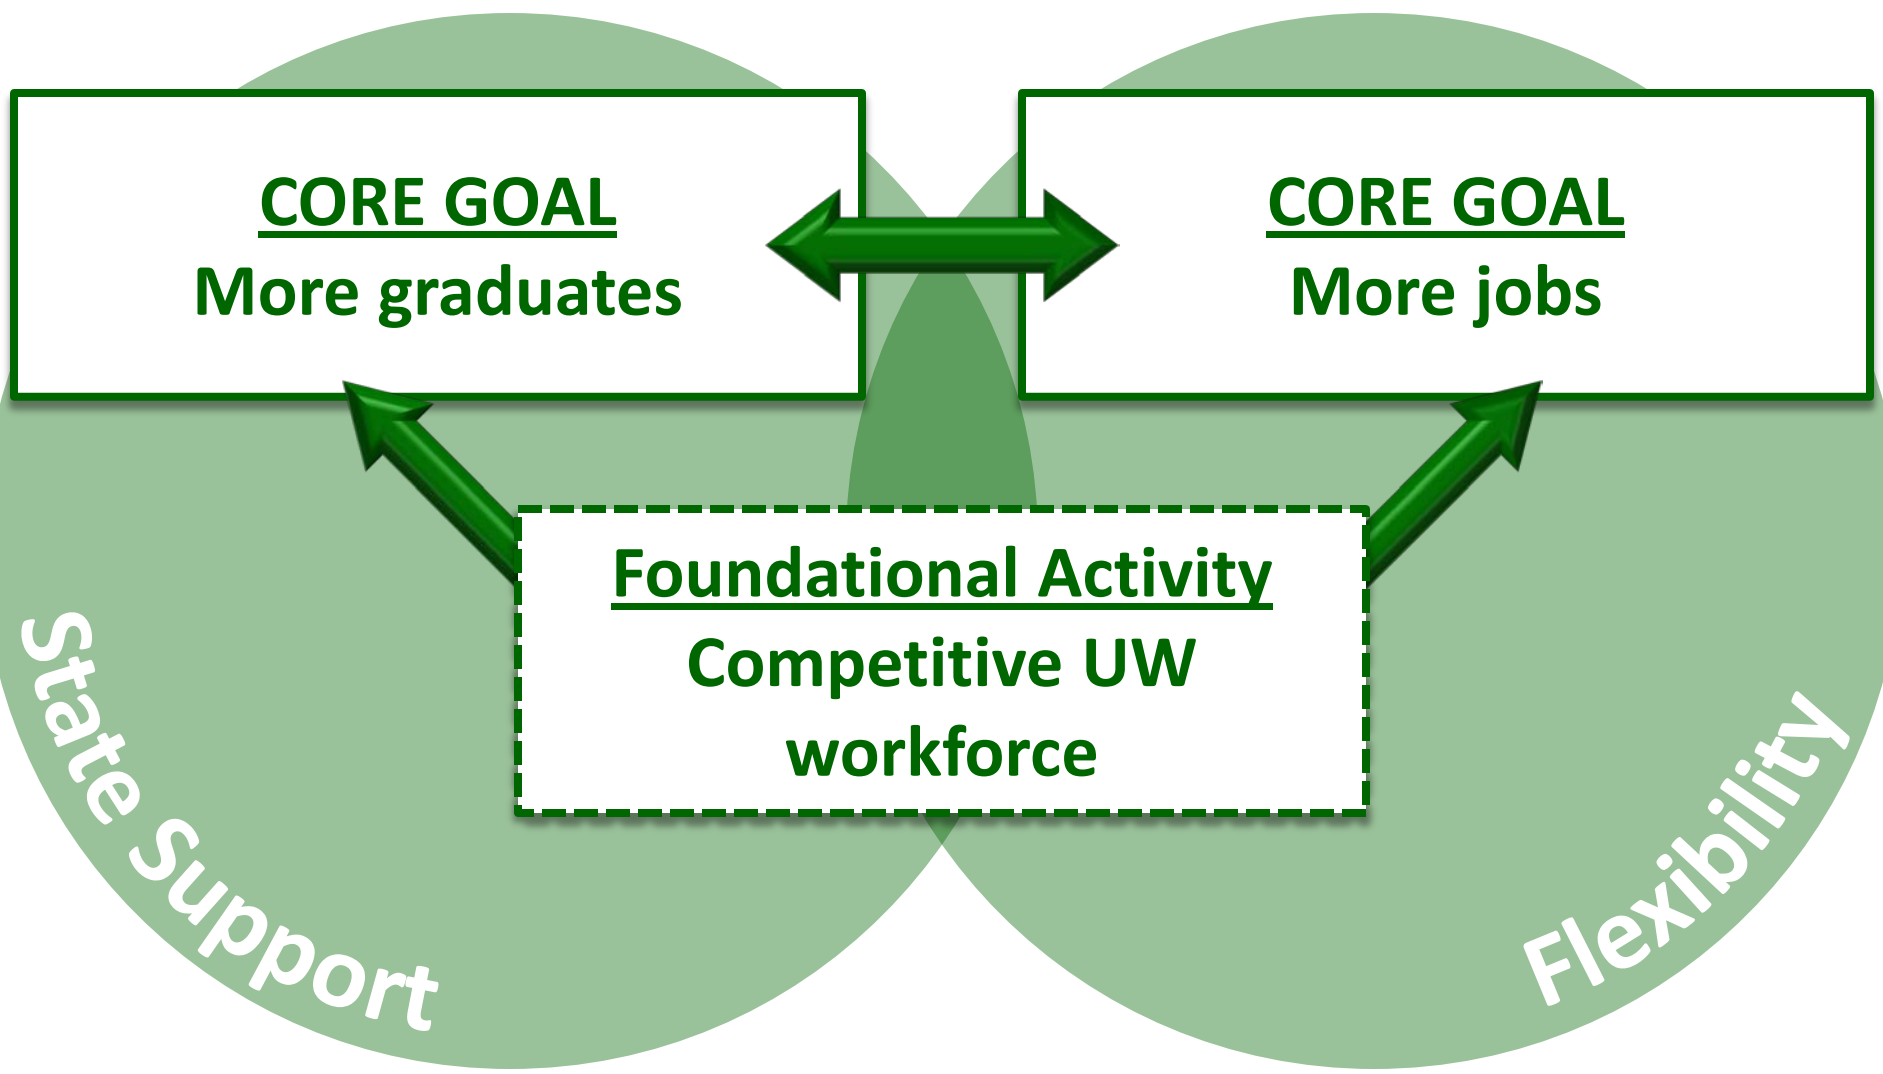 CORE GOAL
More graduates
CORE GOAL
More jobs
Foundational Activity
Competitive UW
workforce
State Support
Flexibility